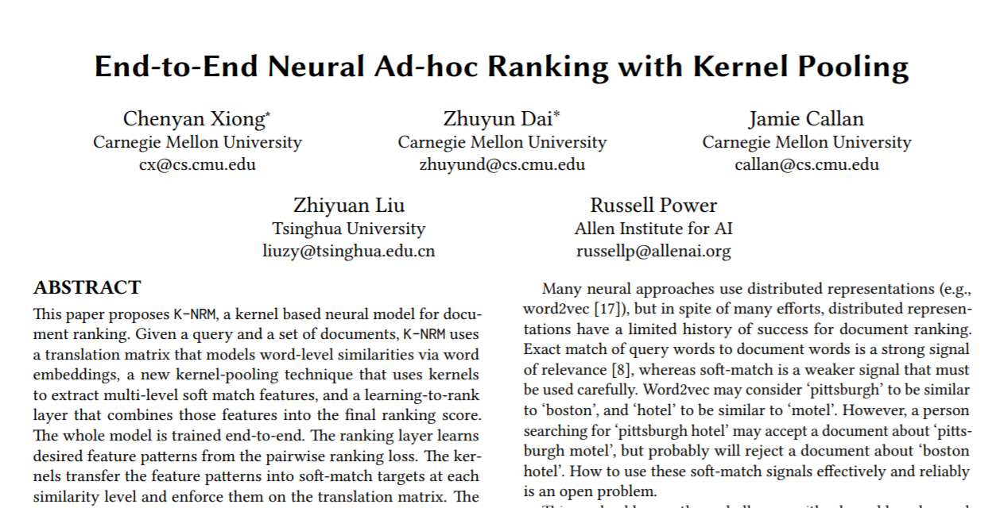 End-to-End Neural Ad-hoc Ranking with Kernel Pooling
Chenyan Xiong*
Carnegie Mellon University
cx@cs.cmu.edu
Zhuyun Dai*
Carnegie Mellon University
zhuyund@cs.cmu.edu
Jamie Callan
Carnegie Mellon University
callan@cs.cmu.edu
Zhiyuan Liu
Tsinghua University
liuzy@tsinghua.edu.cn
Russell Power
Allen Institute for AI
russellp@allenai.org
ABSTRACT
This paper proposes K-NRM, a kernel based neural model for docu-
ment ranking. Given a query and a set of documents, K-NRM uses
a translation matrix that models word-level similarities via word
embeddings, a new kernel-pooling technique that uses kernels
to extract multi-level soft match features, and a learning-to-rank
layer that combines those features into the final ranking score.
The whole model is trained end-to-end. The ranking layer learns
desired feature patterns from the pairwise ranking loss. The ker-
nels transfer the feature patterns into soft-match targets at each
similarity level and enforce them on the translation matrix. The
Many neural approaches use distributed representations (e.g.,
word2vec [17]), but in spite of many efforts, distributed represen-
tations have a limited history of success for document ranking.
Exact match of query words to document words is a strong signal
of relevance [8], whereas soft-match is a weaker signal that must
be used carefully. Word2vec may consider ‘pittsburgh’ to be similar
to ‘boston’, and ‘hotel’ to be similar to ‘motel’. However, a person
searching for ‘pittsburgh hotel’ may accept a document about ‘pitts-
burgh motel’, but probably will reject a document about ‘boston
hotel’. How to use these soft-match signals effectively and reliably
is an open problem.